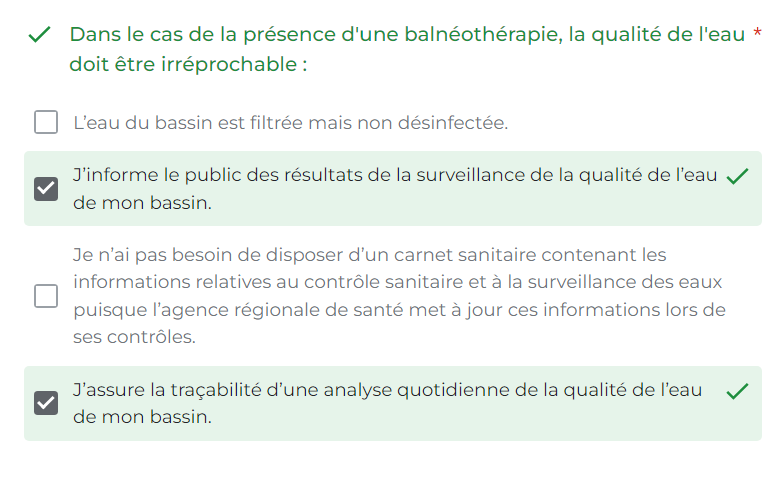 Dans le cas de la présence d'une balnéothérapie, la qualité de l'eau *
doit être irréprochable :
L’eau du bassin est filtrée mais non désinfectée.
J’informe le public des résultats de la surveillance de la qualité de l’eau
de mon bassin.
Je n’ai pas besoin de disposer d’un carnet sanitaire contenant les
informations relatives au contrôle sanitaire et à la surveillance des eaux
puisque l’agence régionale de santé met à jour ces informations lors de
ses contrôles.
J’assure la traçabilité d’une analyse quotidienne de la qualité de l’eau
de mon bassin.